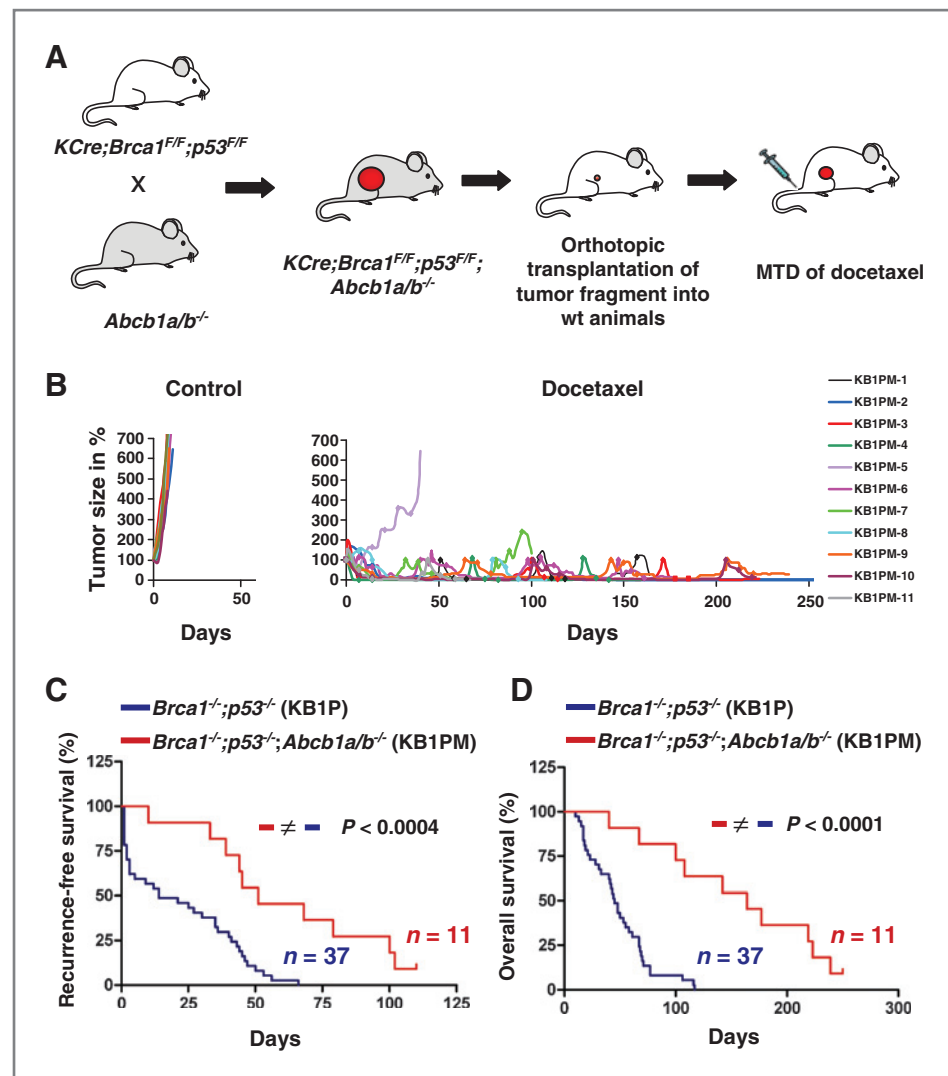 A
KCre;Brca1^F/F;p53^F/F
X
Abcb1a/b^-/-
KCre;Brca1^F/F;p53^F/F;
Abcb1a/b^-/-
Orthotopic
transplantation of
tumor fragment into
wt animals
MTD of docetaxel
B
Control
Docetaxel
Tumor size in %
700
600
500
400
300
200
100
0
0
50
Days
700
600
500
400
300
200
100
0
0
50
100
150
200
250
Days
KB1PM-1
KB1PM-2
KB1PM-3
KB1PM-4
KB1PM-5
KB1PM-6
KB1PM-7
KB1PM-8
KB1PM-9
KB1PM-10
KB1PM-11
C
Brca1^-/-;p53^-/- (KB1P)
Brca1^-/-;p53^-/-;Abcb1a/b^-/- (KB1PM)
Recurrence-free survival (%)
125
100
75
50
25
0
≠ P < 0.0004
n = 11
n = 37
0
25
50
75
100
125
Days
D
Brca1^-/-;p53^-/- (KB1P)
Brca1^-/-;p53^-/-;Abcb1a/b^-/- (KB1PM)
Overall survival (%)
125
100
75
50
25
0
≠ P < 0.0001
n = 11
n = 37
0
100
200
300
Days